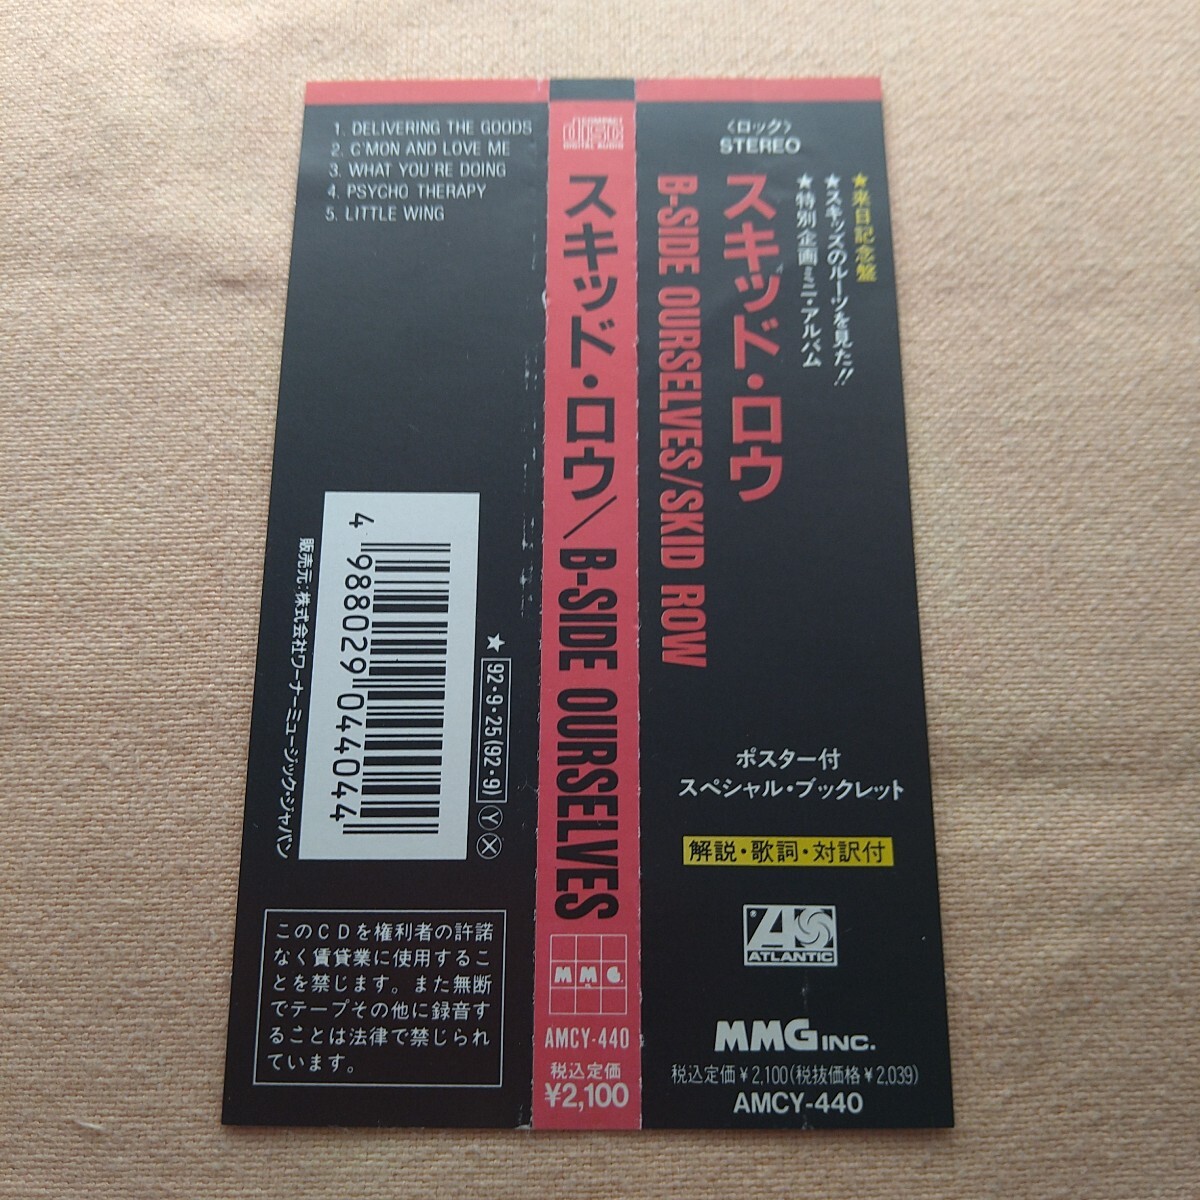 1. DELIVERING THE GOODS
2. C'MON AND LOVE ME
3. WHAT YOU'RE DOING
4. PSYCHO THERAPY
5. LITTLE WING
4 988029 044044
販売元:株式会社ワーナーミュージック・ジャパン
★ 92・9・25(92・9) Ⓨ Ⓧ
このCDを権利者の許諾
なく賃貸業に使用するこ
とを禁じます。また無断
でテープその他に録音す
ることは法律で禁じられ
ています。
COMPACT
disc
DIGITAL AUDIO
スキッド・ロウ/B-SIDE OURSELVES
M M G.
AMCY-440
税込定価
¥2,100
〈ロック〉
STEREO
★来日記念盤
★スキッズのルーツを見た!!
★特別企画ミニ・アルバム
スキッド・ロウ
B-SIDE OURSELVES/SKID ROW
ポスター付
スペシャル・ブックレット
解説・歌詞・対訳付
ATLANTIC
MMG INC.
税込定価¥2,100(税抜価格¥2,039)
AMCY-440